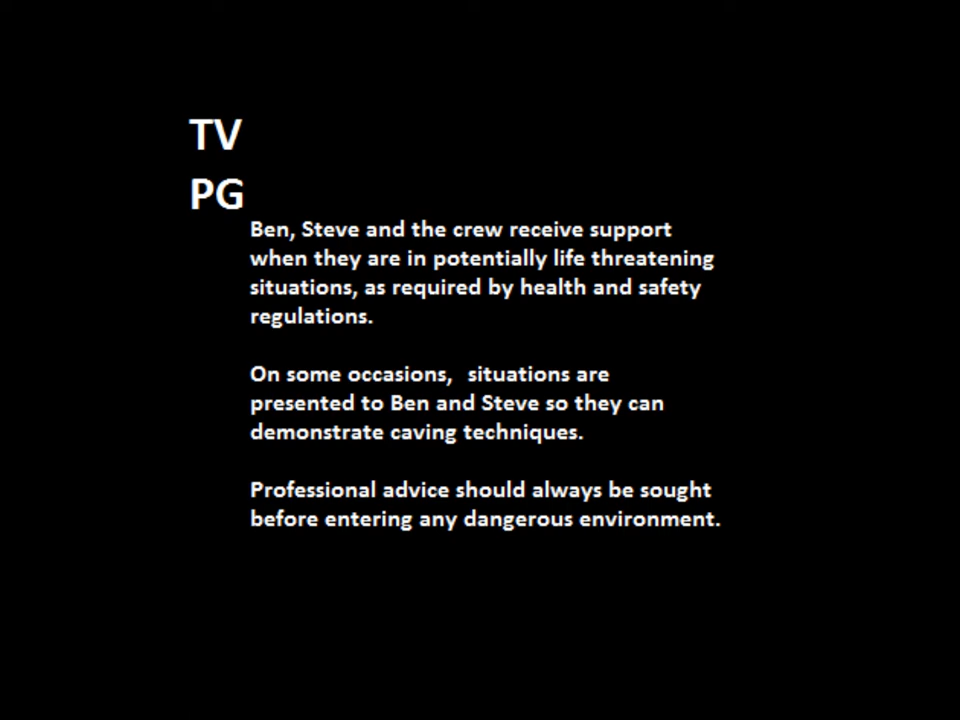 TV
PG
Ben, Steve and the crew receive support
when they are in potentially life threatening
situations, as required by health and safety
regulations.
On some occasions,  situations are
presented to Ben and Steve so they can
demonstrate caving techniques.
Professional advice should always be sought
before entering any dangerous environment.